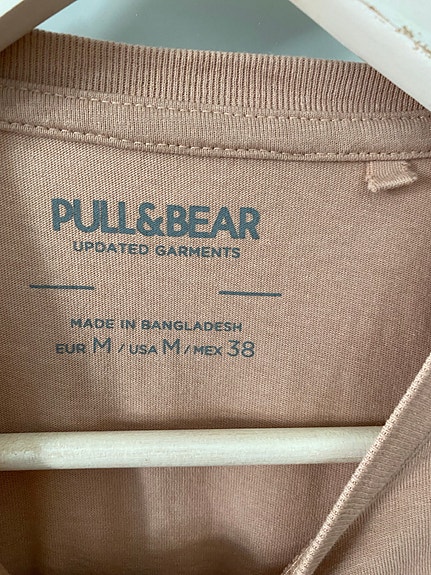 PULL&BEAR
UPDATED GARMENTS
MADE IN BANGLADESH
EUR M / USA M / MEX 38